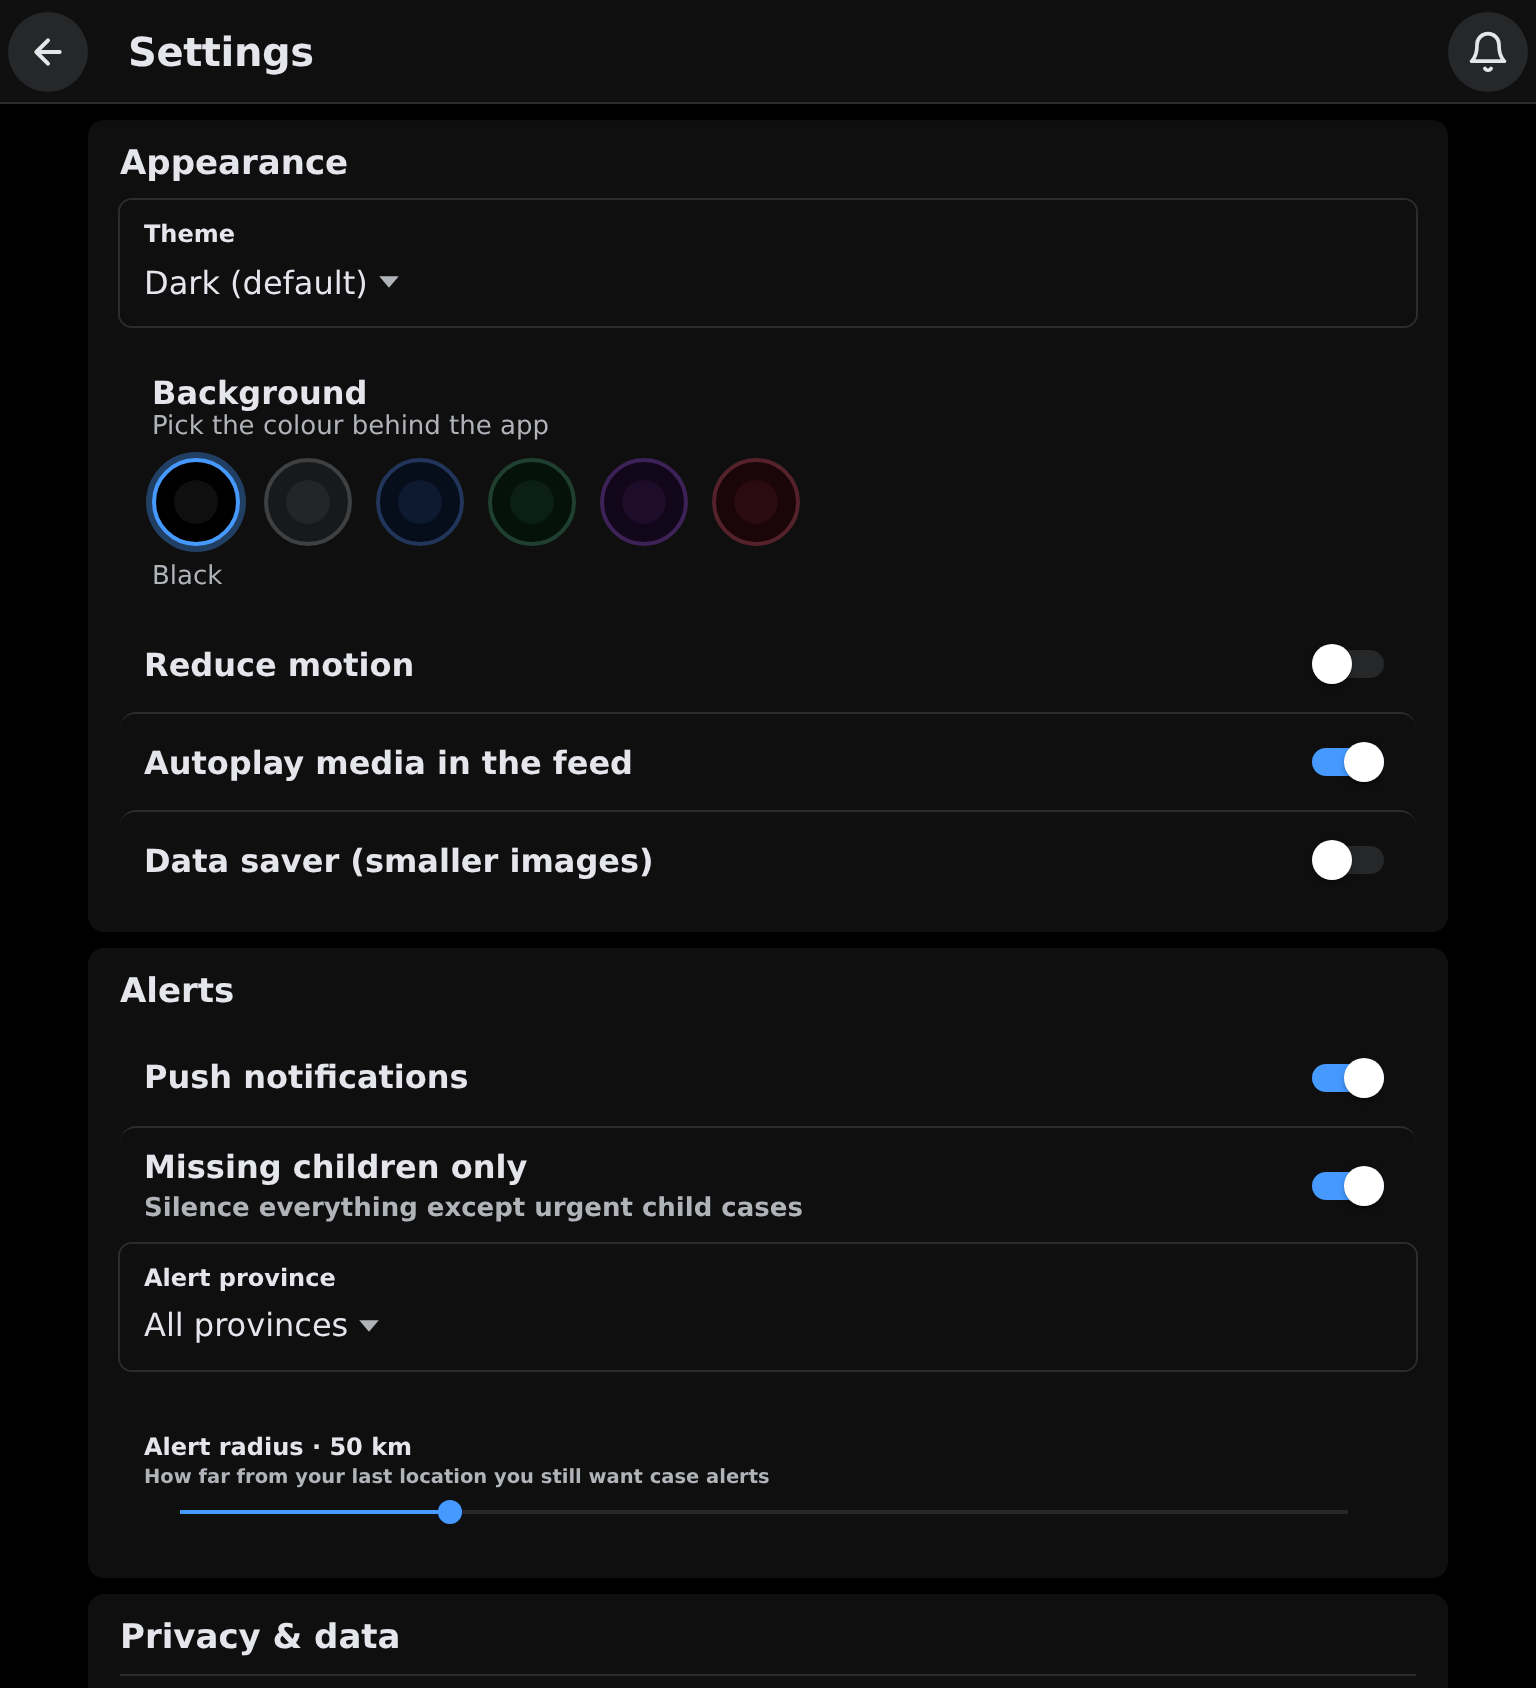 Settings
Appearance
Theme
Dark (default)
Background
Pick the colour behind the app
Black
Reduce motion
Autoplay media in the feed
Data saver (smaller images)
Alerts
Push notifications
Missing children only
Silence everything except urgent child cases
Alert province
All provinces
Alert radius · 50 km
How far from your last location you still want case alerts
Privacy & data